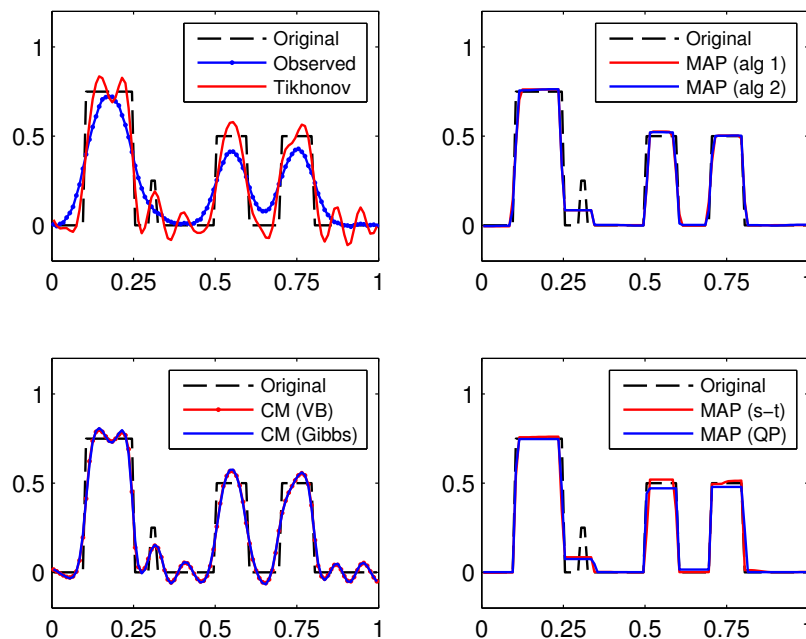 1
0.5
0
0 0.25 0.5 0.75 1
Original
Observed
Tikhonov
1
0.5
0
0 0.25 0.5 0.75 1
Original
MAP (alg 1)
MAP (alg 2)
1
0.5
0
0 0.25 0.5 0.75 1
Original
CM (VB)
CM (Gibbs)
1
0.5
0
0 0.25 0.5 0.75 1
Original
MAP (s−t)
MAP (QP)